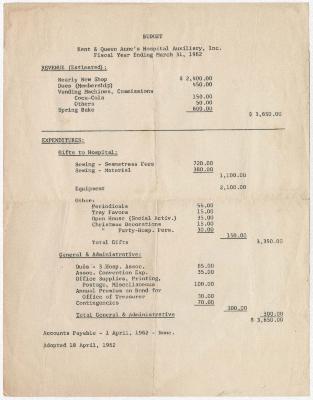 BUDGET
Kent & Queen Anne's Hospital Auxiliary, Inc.
Fiscal Year Ending March 31, 1962
REVENUE (Estimated):
Nearly New Shop $ 2,400.00
Dues (Membership) 450.00
Vending Machines, Commissions
Coca-Cola 150.00
Others 50.00
Spring Bake 600.00
$ 3,650.00
EXPENDITURES:
Gifts to Hospital:
Sewing - Seamstress Fees 720.00
Sewing - Material 380.00
1,100.00
Equipment 2,100.00
Other:
Periodicals
Tray Favors 15.00
Open House (Social Activ.) 35.00
Christmas Decorations 15.00
" Party-Hosp. Pers. 30.00
150.00
Total Gifts 3,350.00
General & Administrative:
Dues - 3 Hosp. Assoc. 65.00
Assoc. Convention Exp. 35.00
Office Supplies, Printing,
Postage, Miscellaneous 100.00
Annual Premium on Bond for
Office of Treasurer 30.00
Contingencies 70.00
300.00
Total General & Administrative 300.00
$ 3,650.00
Accounts Payable - 1 April, 1962 - None.
Adopted 18 April, 1962